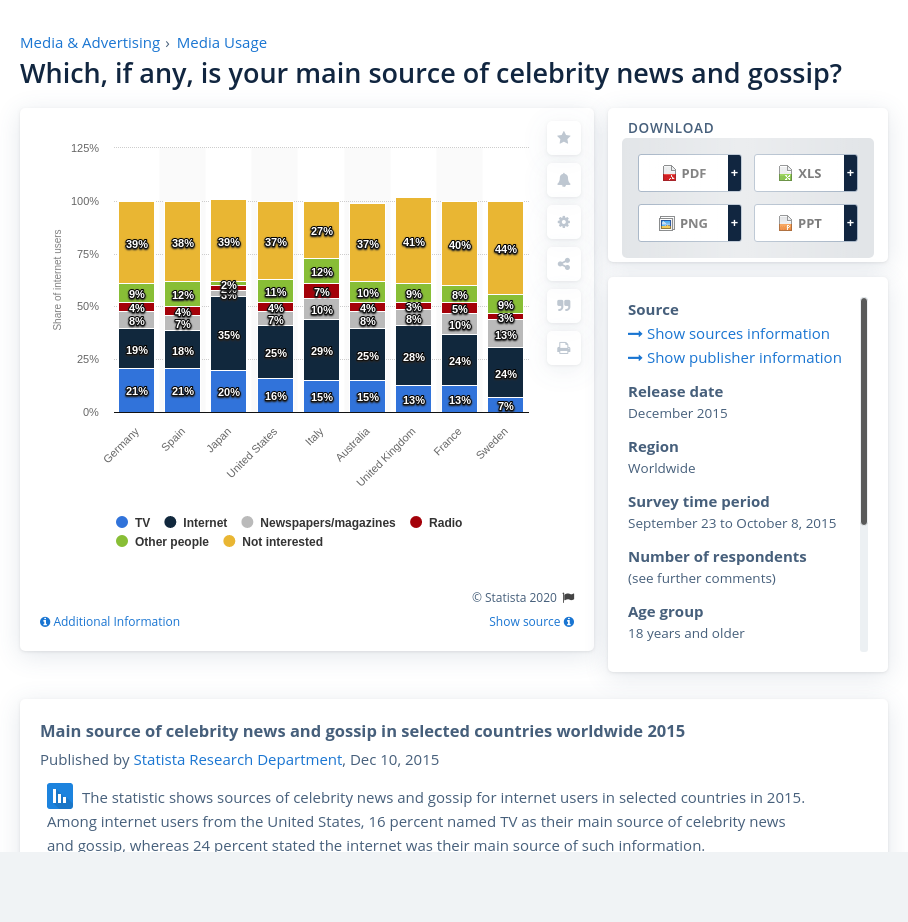 Media & Advertising › Media Usage
Which, if any, is your main source of celebrity news and gossip?
125%
100%
75%
50%
25%
0%
Share of internet users
39% 38% 39% 37% 27% 37% 41% 40% 44%
9% 12% 2% 11% 12% 10% 9% 8% 9%
4% 4% 4% 7% 4% 3% 5% 3%
8% 7% 3% 7% 10% 8% 8% 10% 13%
19% 18% 35% 25% 29% 25% 28% 24% 24%
21% 21% 20% 16% 15% 15% 13% 13% 7%
Germany
Spain
Japan
United States
Italy
Australia
United Kingdom
France
Sweden
TV Internet Newspapers/magazines Radio
Other people Not interested
© Statista 2020
Additional Information Show source
DOWNLOAD
PDF + XLS +
PNG + PPT +
Source
Show sources information
Show publisher information
Release date
December 2015
Region
Worldwide
Survey time period
September 23 to October 8, 2015
Number of respondents
(see further comments)
Age group
18 years and older
Main source of celebrity news and gossip in selected countries worldwide 2015
Published by Statista Research Department, Dec 10, 2015
The statistic shows sources of celebrity news and gossip for internet users in selected countries in 2015.
Among internet users from the United States, 16 percent named TV as their main source of celebrity news
and gossip, whereas 24 percent stated the internet was their main source of such information.